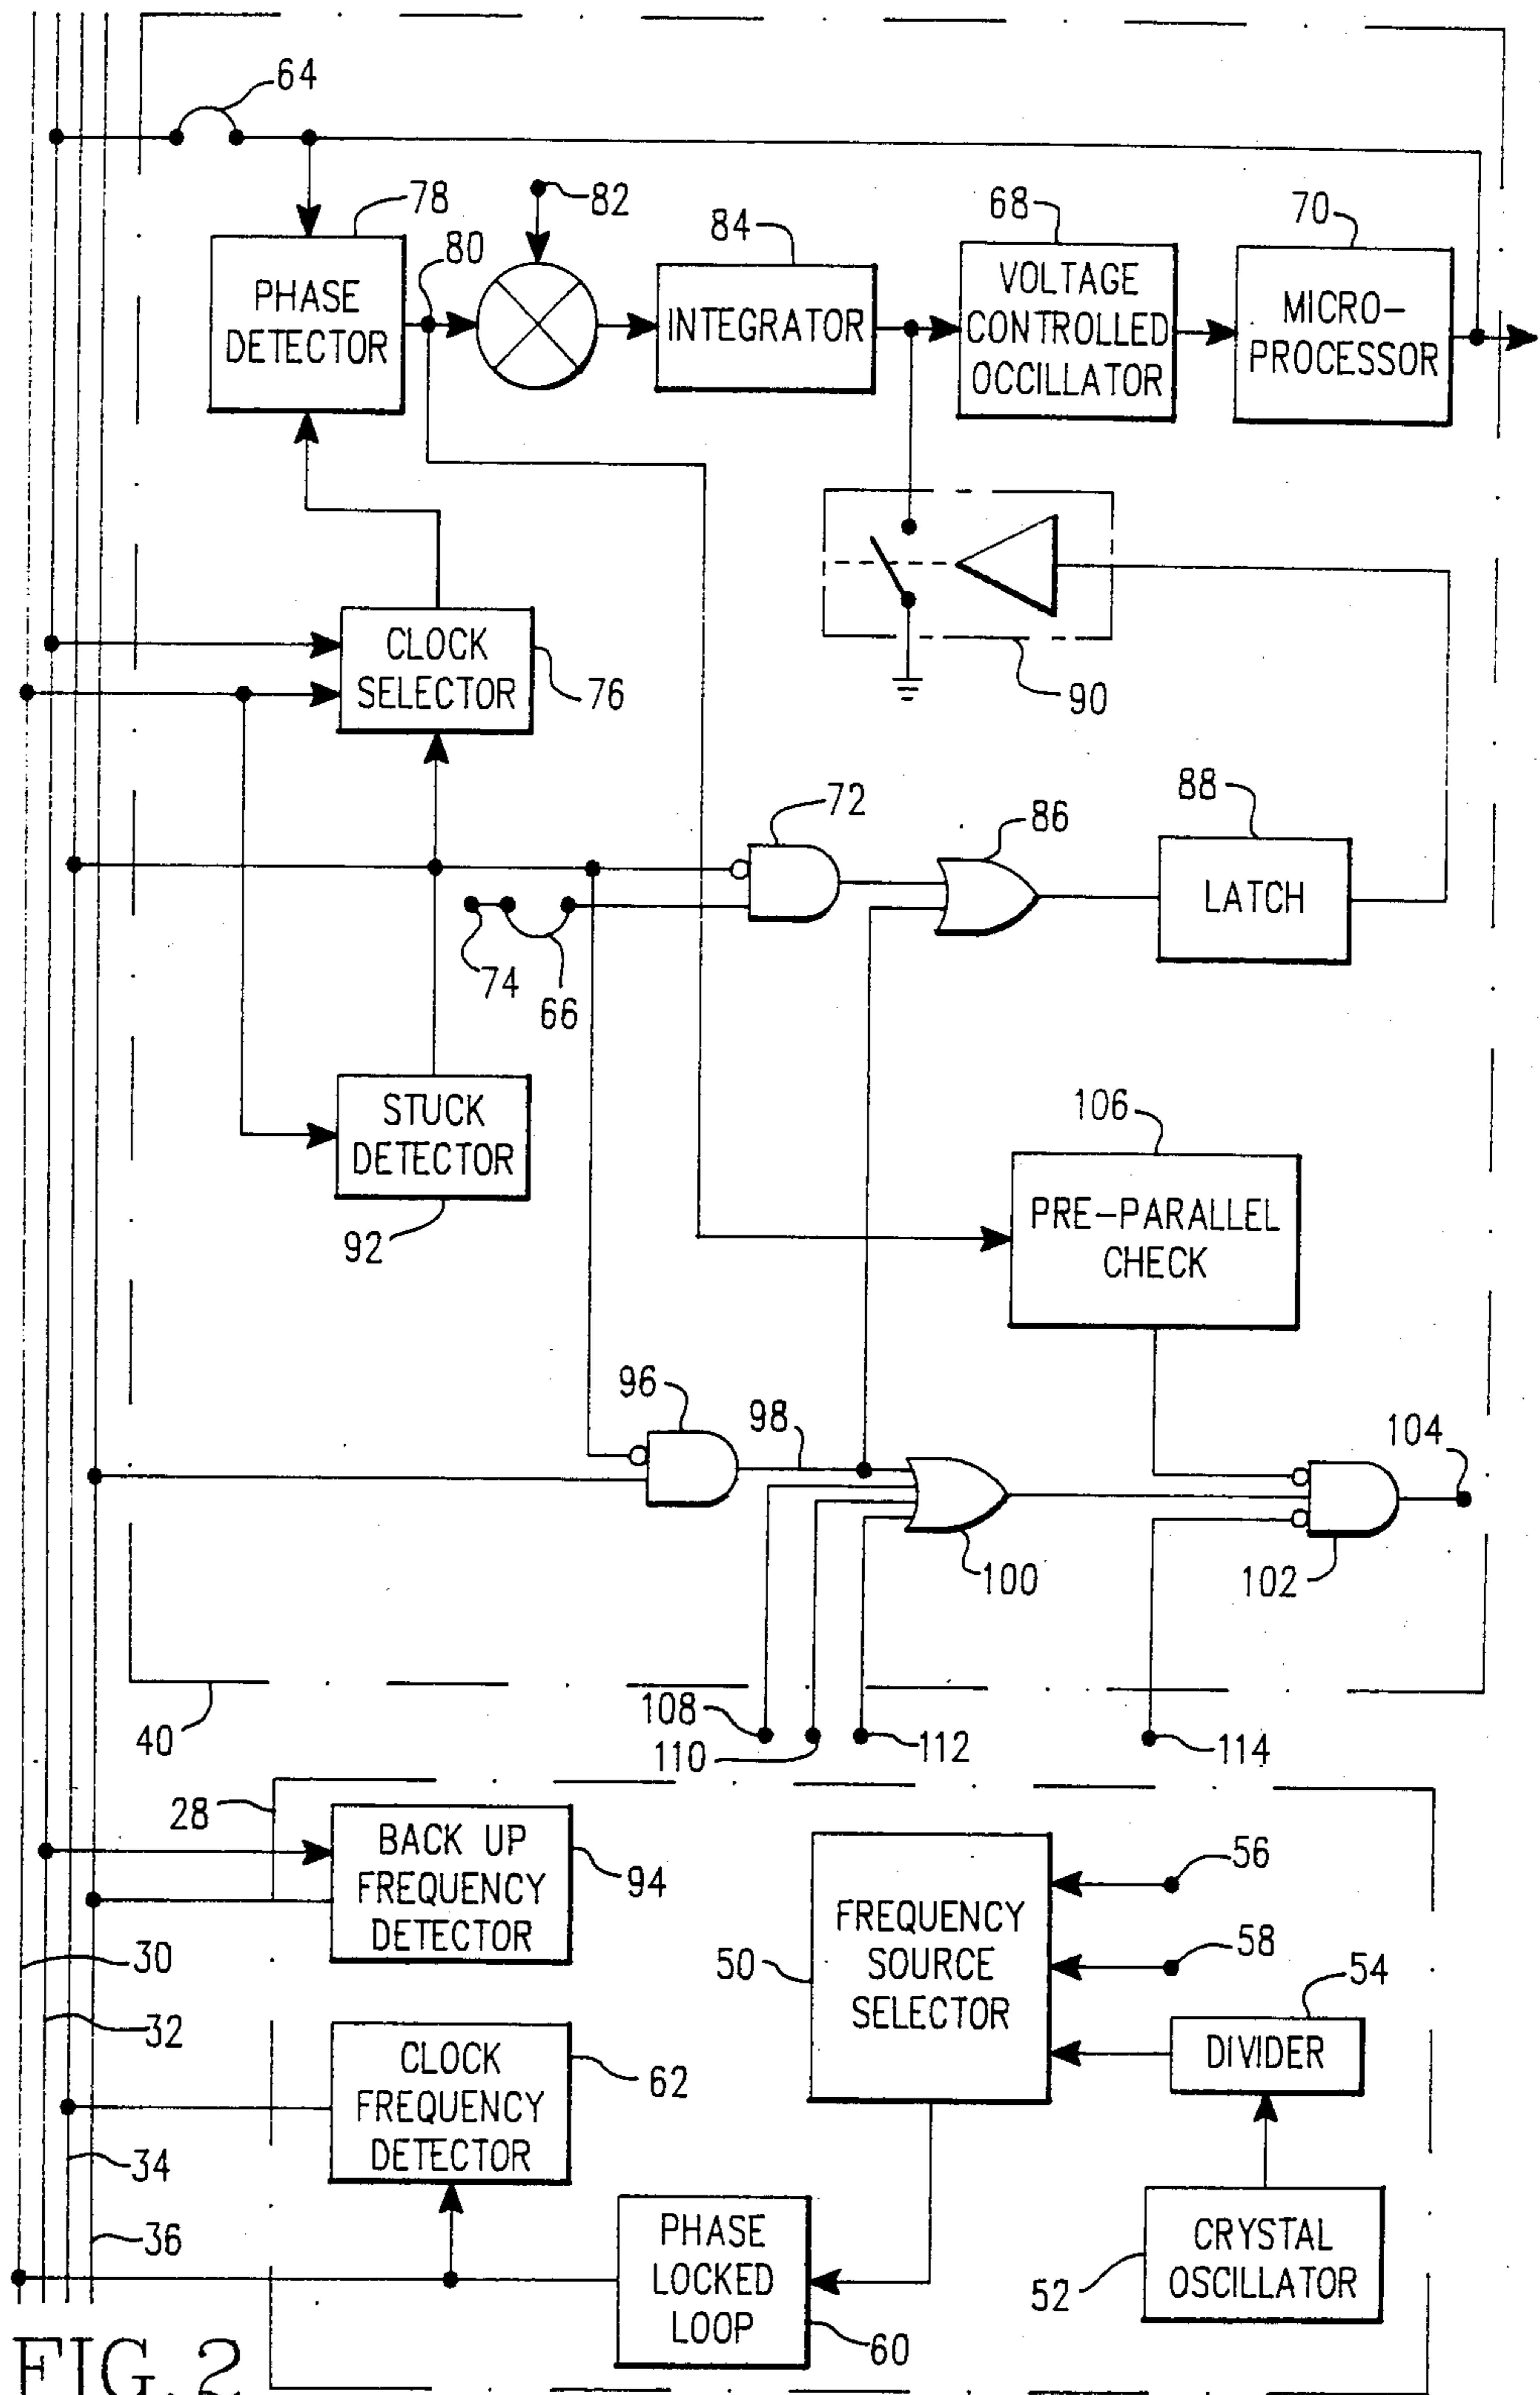 64
78
80
82
84
68
70
PHASE
DETECTOR
INTEGRATOR
VOLTAGE
CONTROLLED
OCCILLATOR
MICRO-
PROCESSOR
CLOCK
SELECTOR
76
90
72
86
88
LATCH
74
66
STUCK
DETECTOR
92
106
PRE-PARALLEL
CHECK
96
98
100
102
104
40
108
110
112
114
28
BACK UP
FREQUENCY
DETECTOR
94
FREQUENCY
SOURCE
SELECTOR
50
56
58
54
DIVIDER
30
32
CLOCK
FREQUENCY
DETECTOR
62
34
36
PHASE
LOCKED
LOOP
60
CRYSTAL
OSCILLATOR
52
FIG. 2